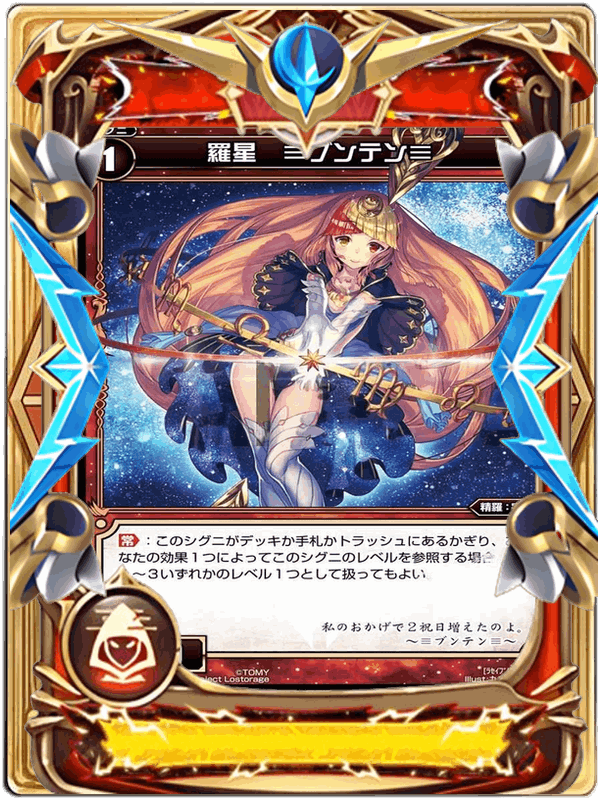 1
羅星　≡ブンテン≡
精羅：
常：このシグニがデッキか手札かトラッシュにあるかぎり、
なたの効果１つによってこのシグニのレベルを参照する場合
～３いずれかのレベル１つとして扱ってもよい
私のおかげで２祝日増えたのよ。
～≡ブンテン≡～
©TOMY
ject Lostorage
Illust